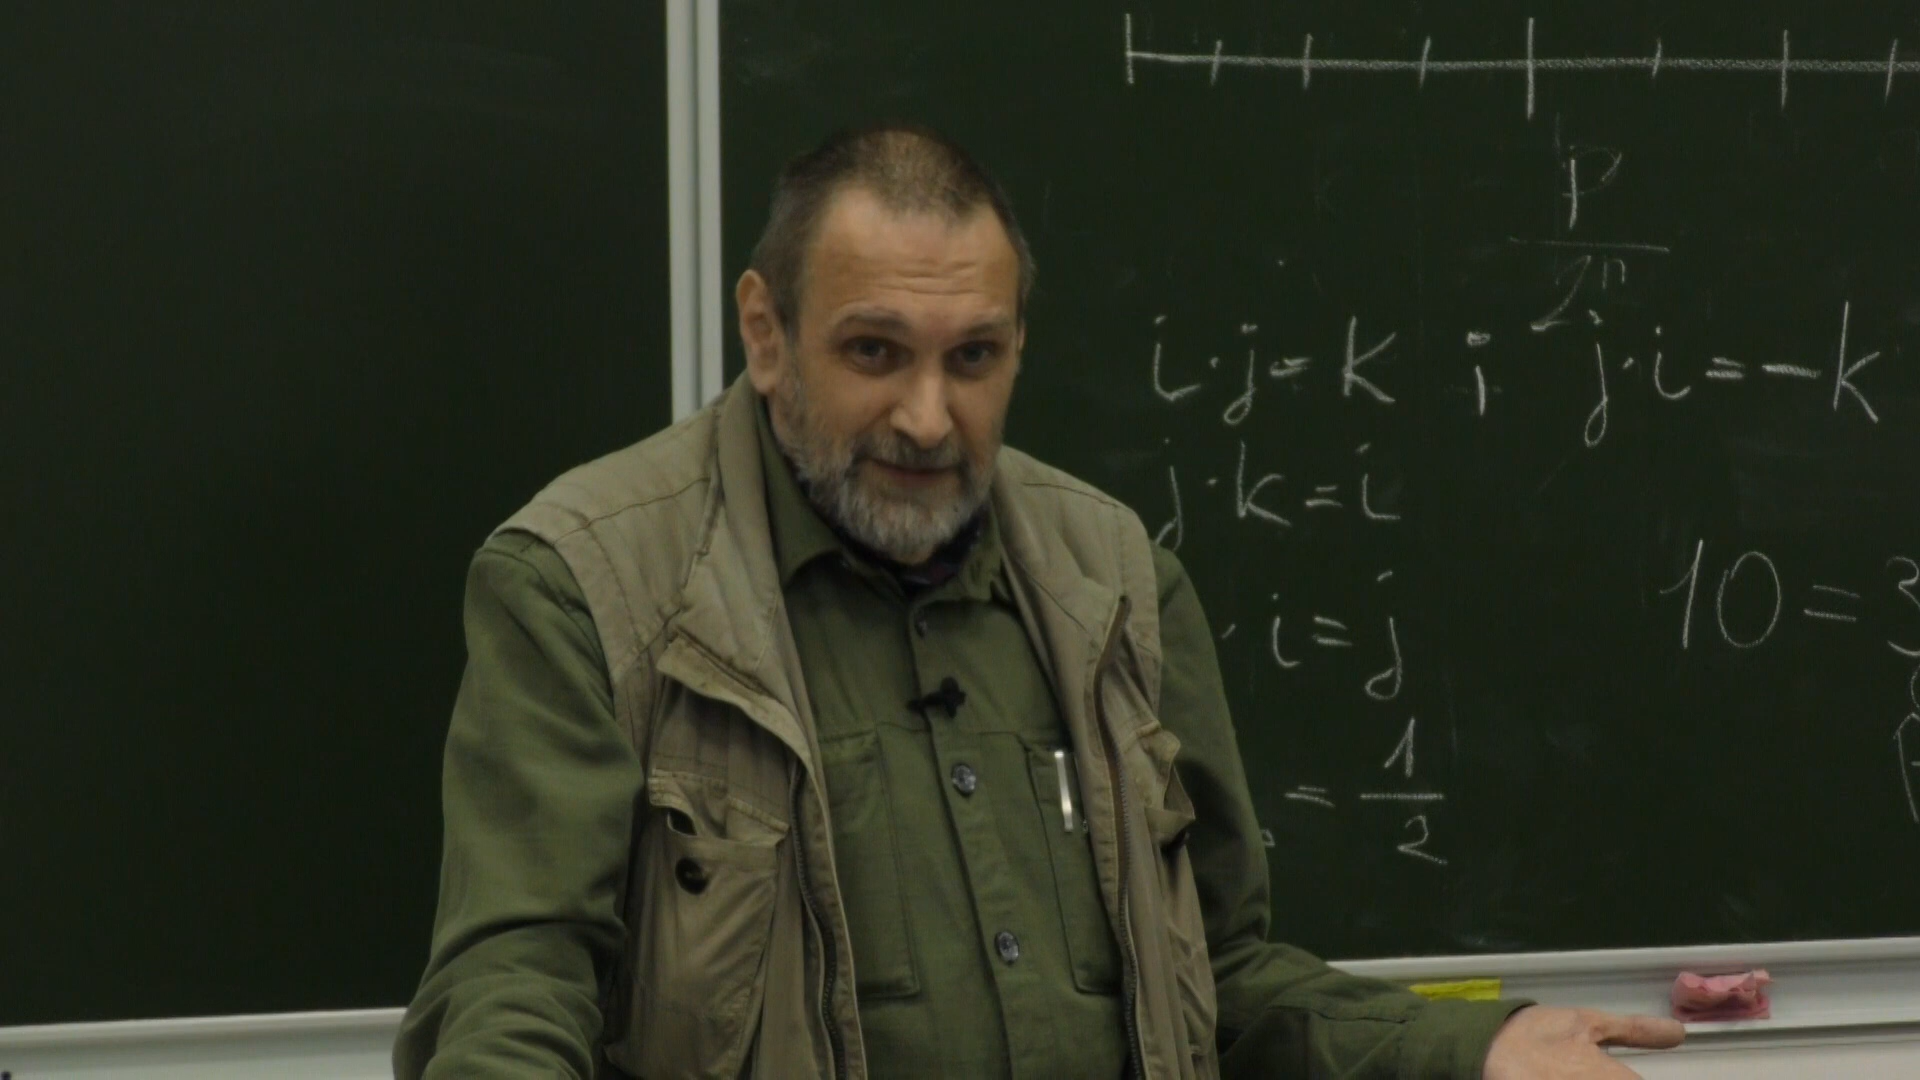 p
2ⁿ
i·j=k i j·i=-k
j·k=i
·i=j
10=3
=1/2